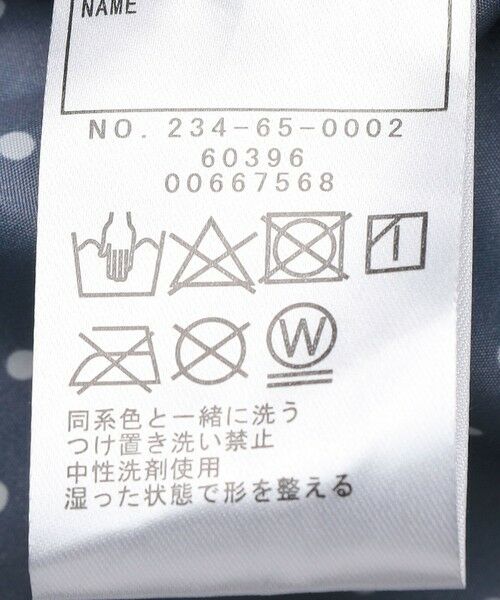 NAME
NO. 234-65-0002
60396
00667568
W
同系色と一緒に洗う
つけ置き洗い禁止
中性洗剤使用
湿った状態で形を整える